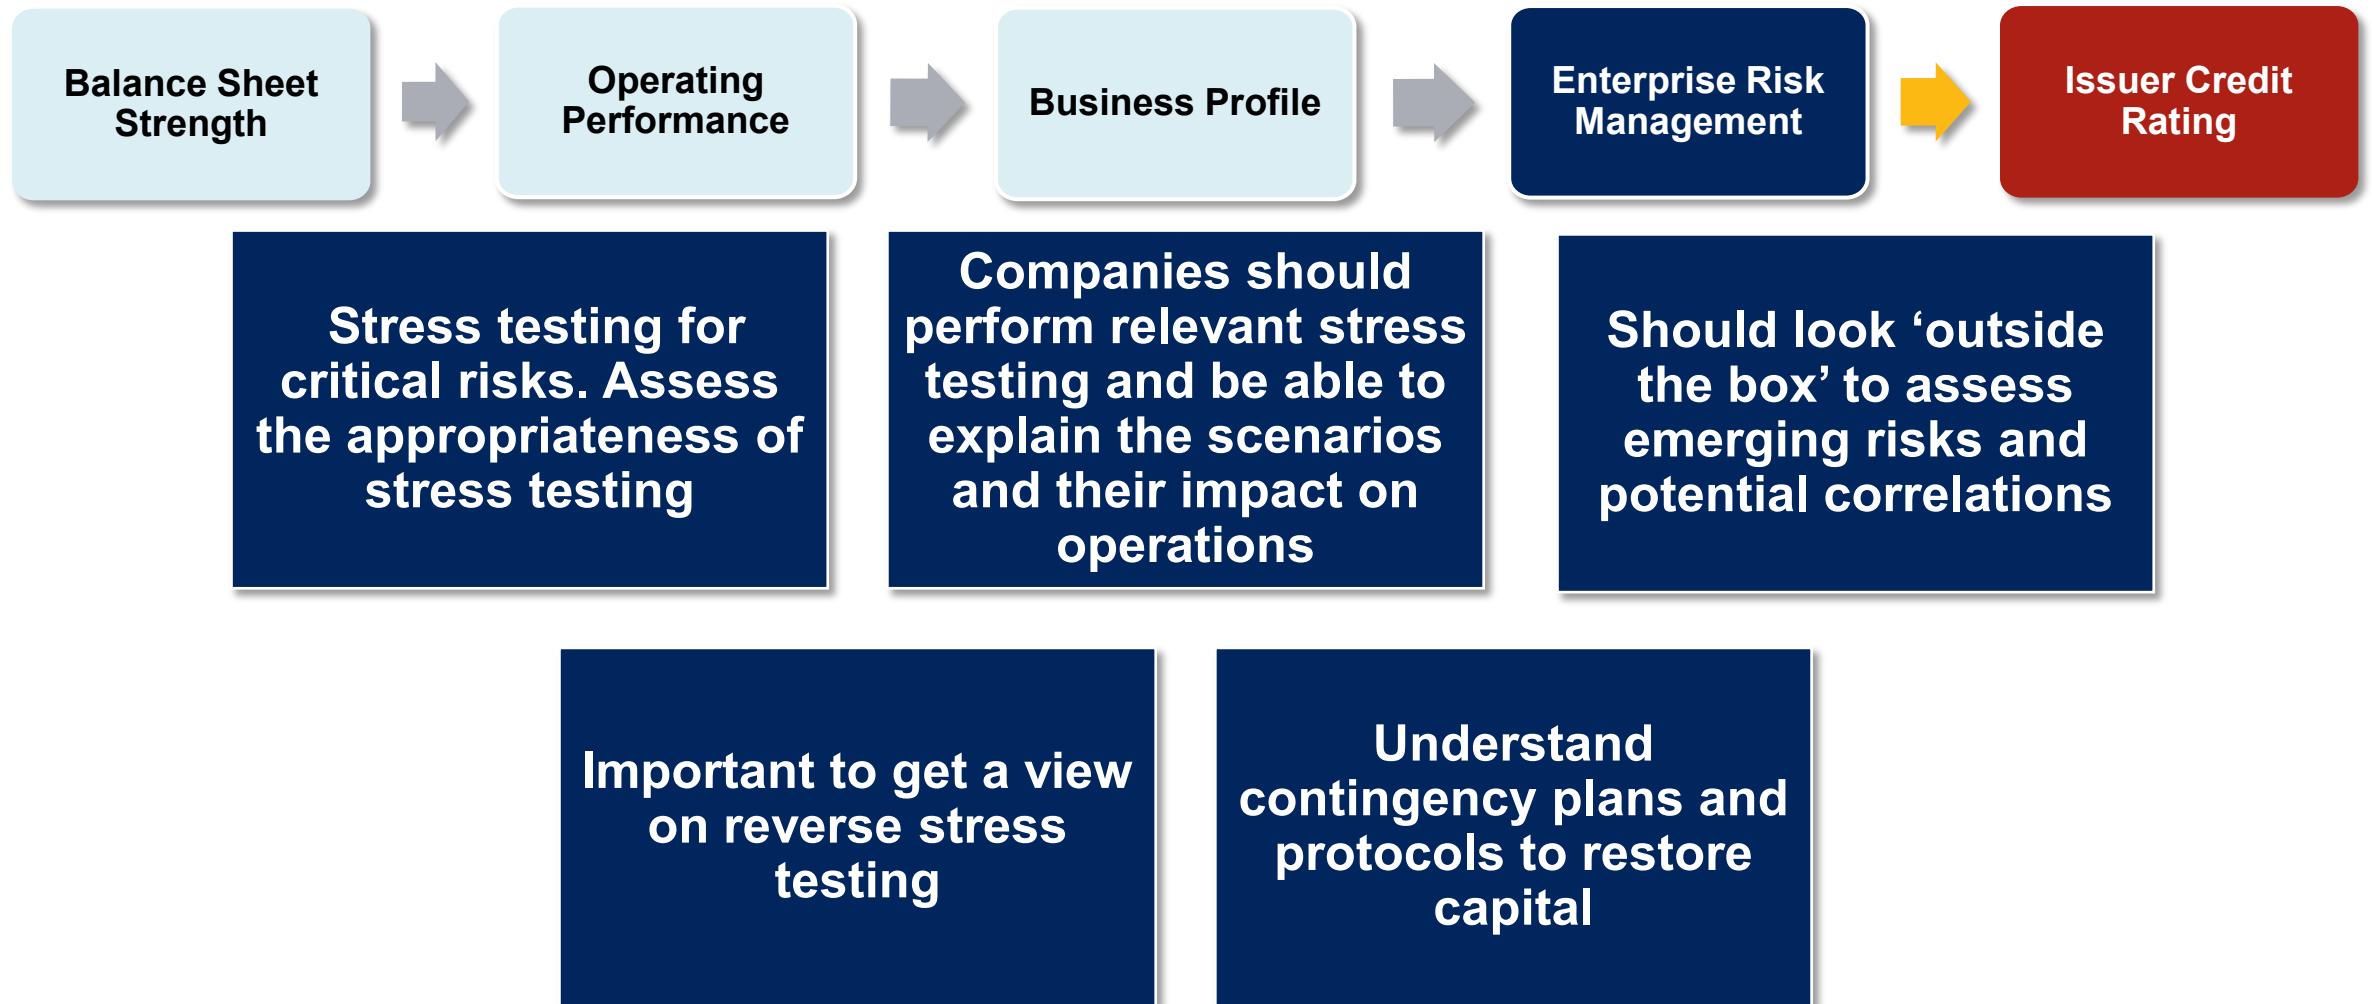 Balance Sheet
Strength
Operating
Performance
Business Profile
Enterprise Risk
Management
Issuer Credit
Rating
Stress testing for
critical risks. Assess
the appropriateness of
stress testing
Companies should
perform relevant stress
testing and be able to
explain the scenarios
and their impact on
operations
Should look ‘outside
the box’ to assess
emerging risks and
potential correlations
Important to get a view
on reverse stress
testing
Understand
contingency plans and
protocols to restore
capital